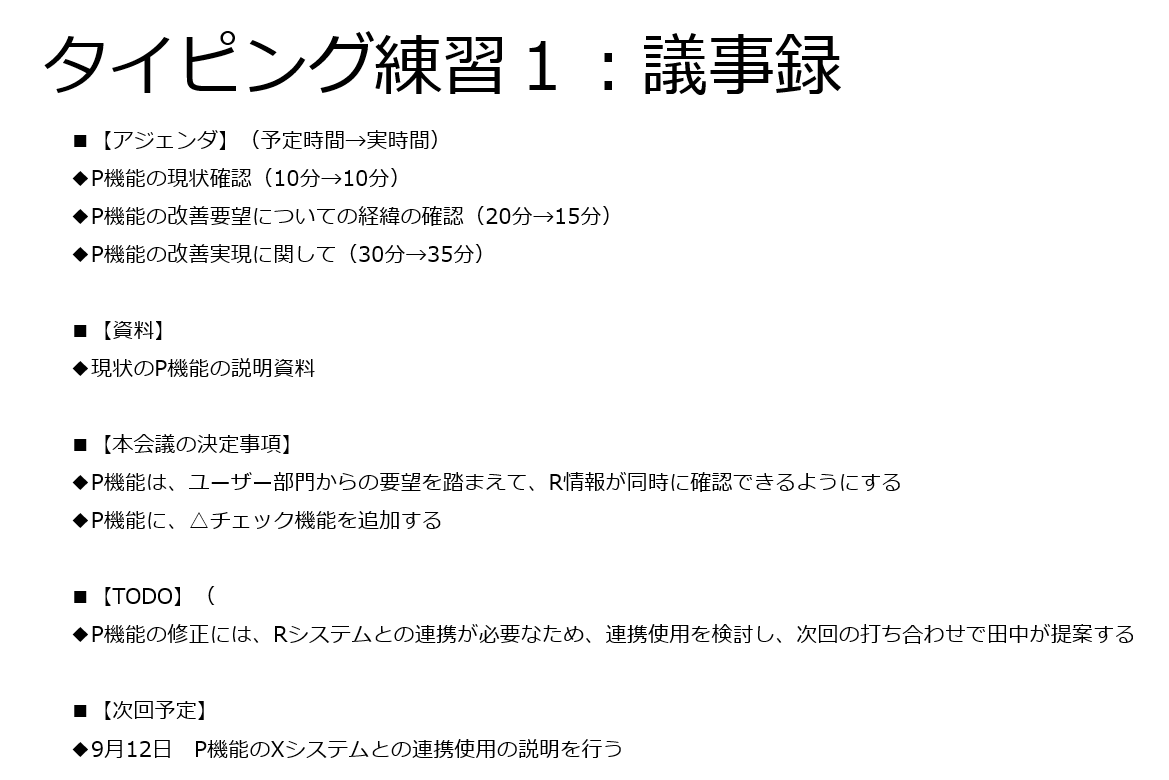 タイピング練習１：議事録
■【アジェンダ】（予定時間→実時間）
◆P機能の現状確認（10分→10分）
◆P機能の改善要望についての経緯の確認（20分→15分）
◆P機能の改善実現に関して（30分→35分）
■【資料】
◆現状のP機能の説明資料
■【本会議の決定事項】
◆P機能は、ユーザー部門からの要望を踏まえて、R情報が同時に確認できるようにする
◆P機能に、△チェック機能を追加する
■【TODO】（
◆P機能の修正には、Rシステムとの連携が必要なため、連携使用を検討し、次回の打ち合わせで田中が提案する
■【次回予定】
◆9月12日　P機能のXシステムとの連携使用の説明を行う